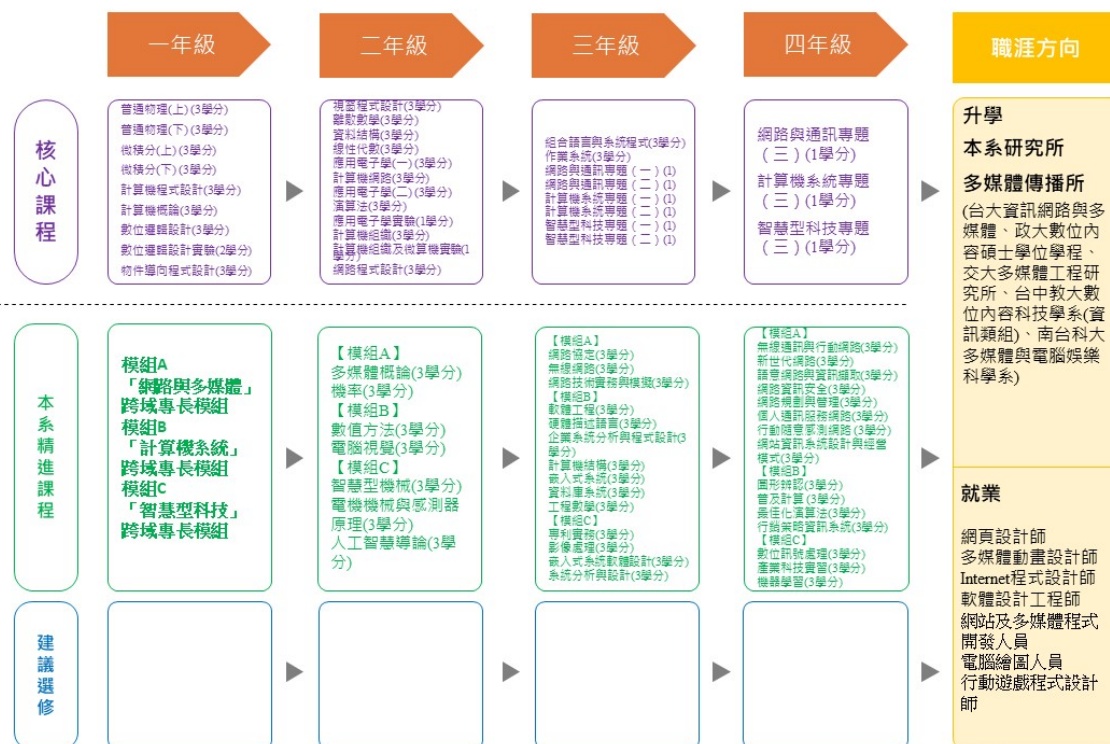 一年級
二年級
三年級
四年級
職涯方向
核心課程
普通物理(上)(3學分)
普通物理(下)(3學分)
微積分(上)(3學分)
微積分(下)(3學分)
計算機程式設計(3學分)
計算機概論(3學分)
數位邏輯設計(3學分)
數位邏輯設計實驗(2學分)
物件導向程式設計(3學分)
視窗程式設計(3學分)
離散數學(3學分)
資料結構(3學分)
線性代數(3學分)
應用電子學(一)(3學分)
計算機網路(3學分)
應用電子學(二)(3學分)
演算法(3學分)
應用電子學實驗(1學分)
計算機組織(3學分)
計算機組織及微算機實驗(1
學分)
網路程式設計(3學分)
組合語言與系統程式(3學分)
作業系統(3學分)
網路與通訊專題(一)(1)
網路與通訊專題(二)(1)
計算機系統專題(一)(1)
計算機系統專題(二)(1)
智慧型科技專題(一)(1)
智慧型科技專題(二)(1)
網路與通訊專題
(三)(1學分)
計算機系統專題
(三)(1學分)
智慧型科技專題
(三)(1學分)
升學
本系研究所
多媒體傳播所
(台大資訊網路與多
媒體、政大數位內
容碩士學位學程、
交大多媒體工程研
究所、台中教大數
位內容科技學系(資
訊類組)、南台科大
多媒體與電腦娛樂
科學系)
本系精進課程
模組A
「網路與多媒體」
跨域專長模組
模組B
「計算機系統」
跨域專長模組
模組C
「智慧型科技」
跨域專長模組
【模組A】
多媒體概論(3學分)
機率(3學分)
【模組B】
數值方法(3學分)
電腦視覺(3學分)
【模組C】
智慧型機械(3學分)
電機機械與感測器
原理(3學分)
人工智慧導論(3學
分)
【模組A】
網路協定(3學分)
無線網路(3學分)
網路技術實務與模擬(3學分)
【模組B】
軟體工程(3學分)
硬體描述語言(3學分)
企業系統分析與程式設計(3
學分)
計算機結構(3學分)
嵌入式系統(3學分)
資料庫系統(3學分)
工程數學(3學分)
【模組C】
專利實務(3學分)
影像處理(3學分)
嵌入式系統軟體設計(3學分)
系統分析與設計(3學分)
【模組A】
無線通訊與行動網路(3學分)
新世代網路(3學分)
語意網路與資訊擷取(3學分)
網路資訊安全(3學分)
網路規劃與管理(3學分)
個人通訊服務網路(3學分)
行動隨意感測網路(3學分)
網站資訊系統設計與經營
模式(3學分)
【模組B】
圖形辨認(3學分)
普及計算(3學分)
最佳化演算法(3學分)
行銷策略資訊系統(3學分)
【模組C】
數位訊號處理(3學分)
產業科技實習(3學分)
機器學習(3學分)
就業
網頁設計師
多媒體動畫設計師
Internet程式設計師
軟體設計工程師
網站及多媒體程式
開發人員
電腦繪圖人員
行動遊戲程式設計
師
建議選修